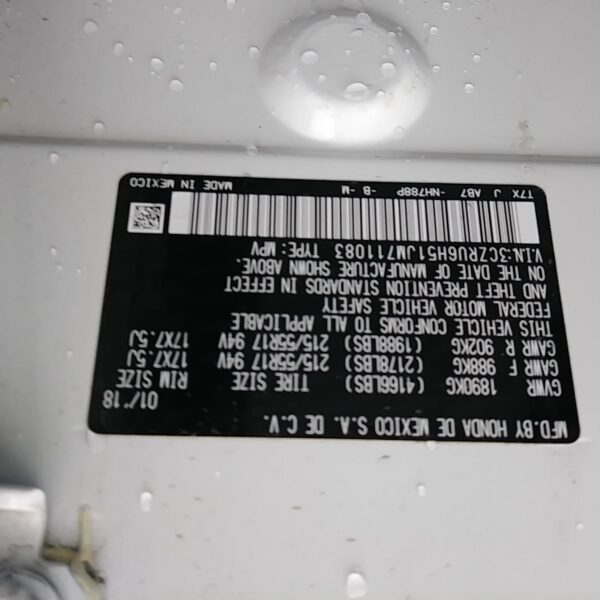 MFD.BY HONDA DE MEXICO S.A. DE C.V. 01/'18
GVWR 1890KG (4166LBS) TIRE SIZE RIM SIZE
GAWR F 988KG (2178LBS) 215/55R17 94V 17X7.5J
GAWR R 902KG (1988LBS) 215/55R17 94V 17X7.5J
THIS VEHICLE CONFORMS TO ALL APPLICABLE
FEDERAL MOTOR VEHICLE SAFETY
AND THEFT PREVENTION STANDARDS IN EFFECT
ON THE DATE OF MANUFACTURE SHOWN ABOVE.
V.I.N.:3CZRU6H51JM711083 TYPE: MPV
T7X J AB7 -NH788P -B -M MADE IN MEXICO